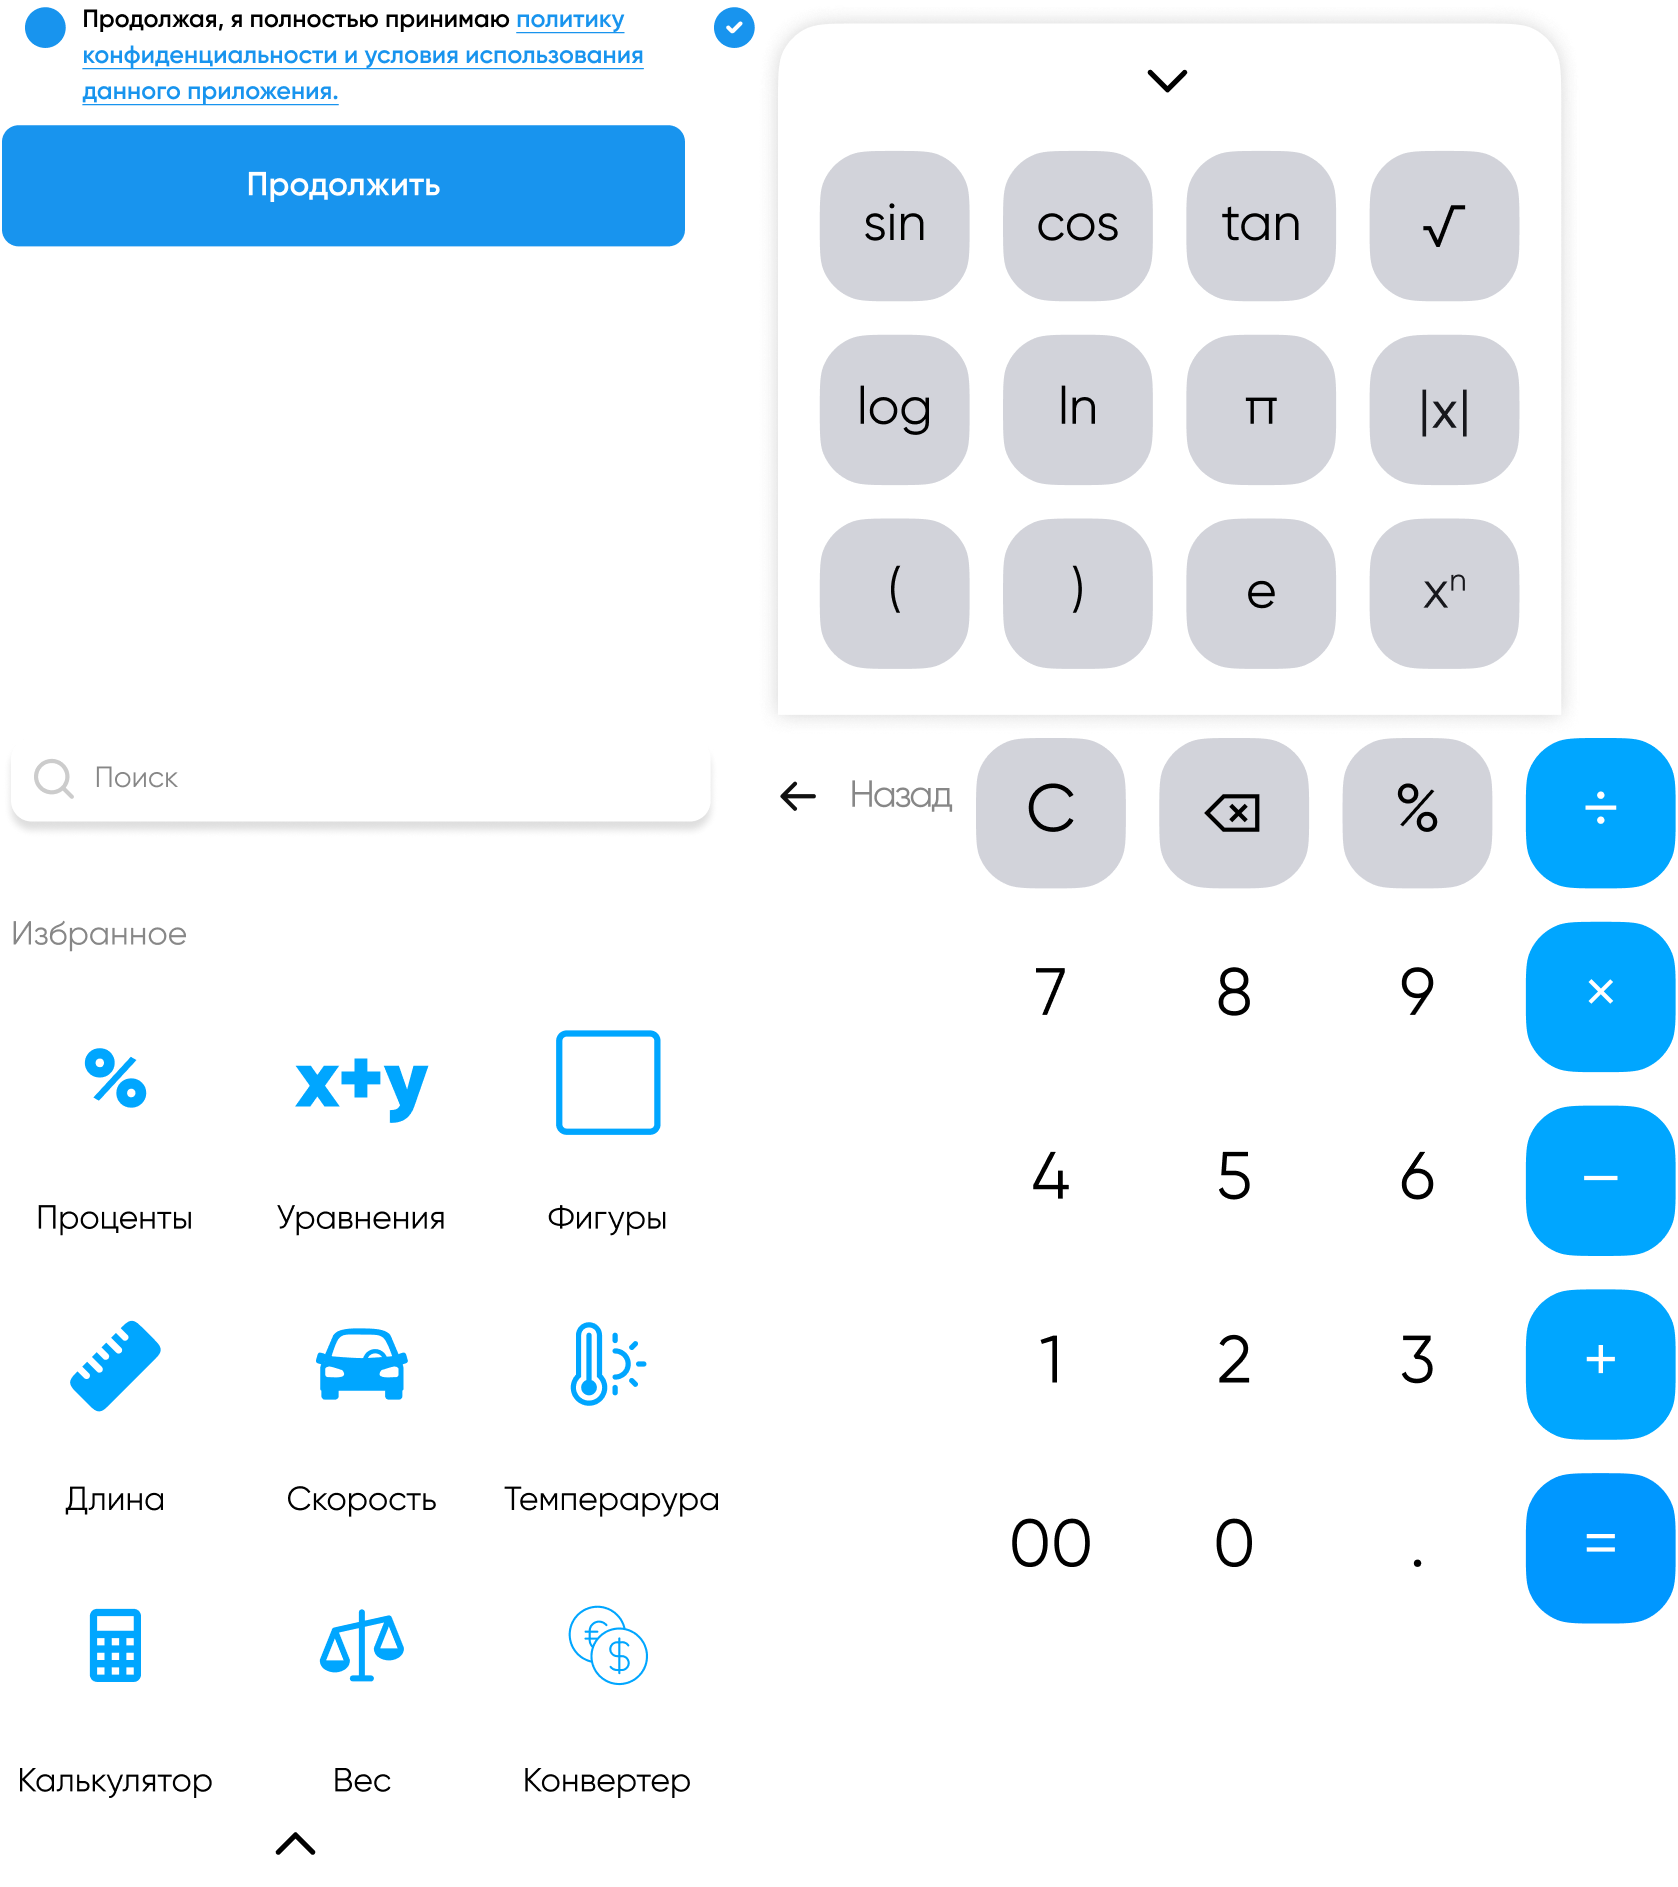 Продолжая, я полностью принимаю политику
конфиденциальности и условия использования
данного приложения.
Продолжить
sin cos tan √
log ln π |x|
( ) e xⁿ
Поиск
Избранное
Проценты Уравнения Фигуры
x+y
%
Длина Скорость Темперарура
Калькулятор Вес Конвертер
€ $
Назад
C % ÷
7 8 9 ×
4 5 6 −
1 2 3 +
00 0 . =